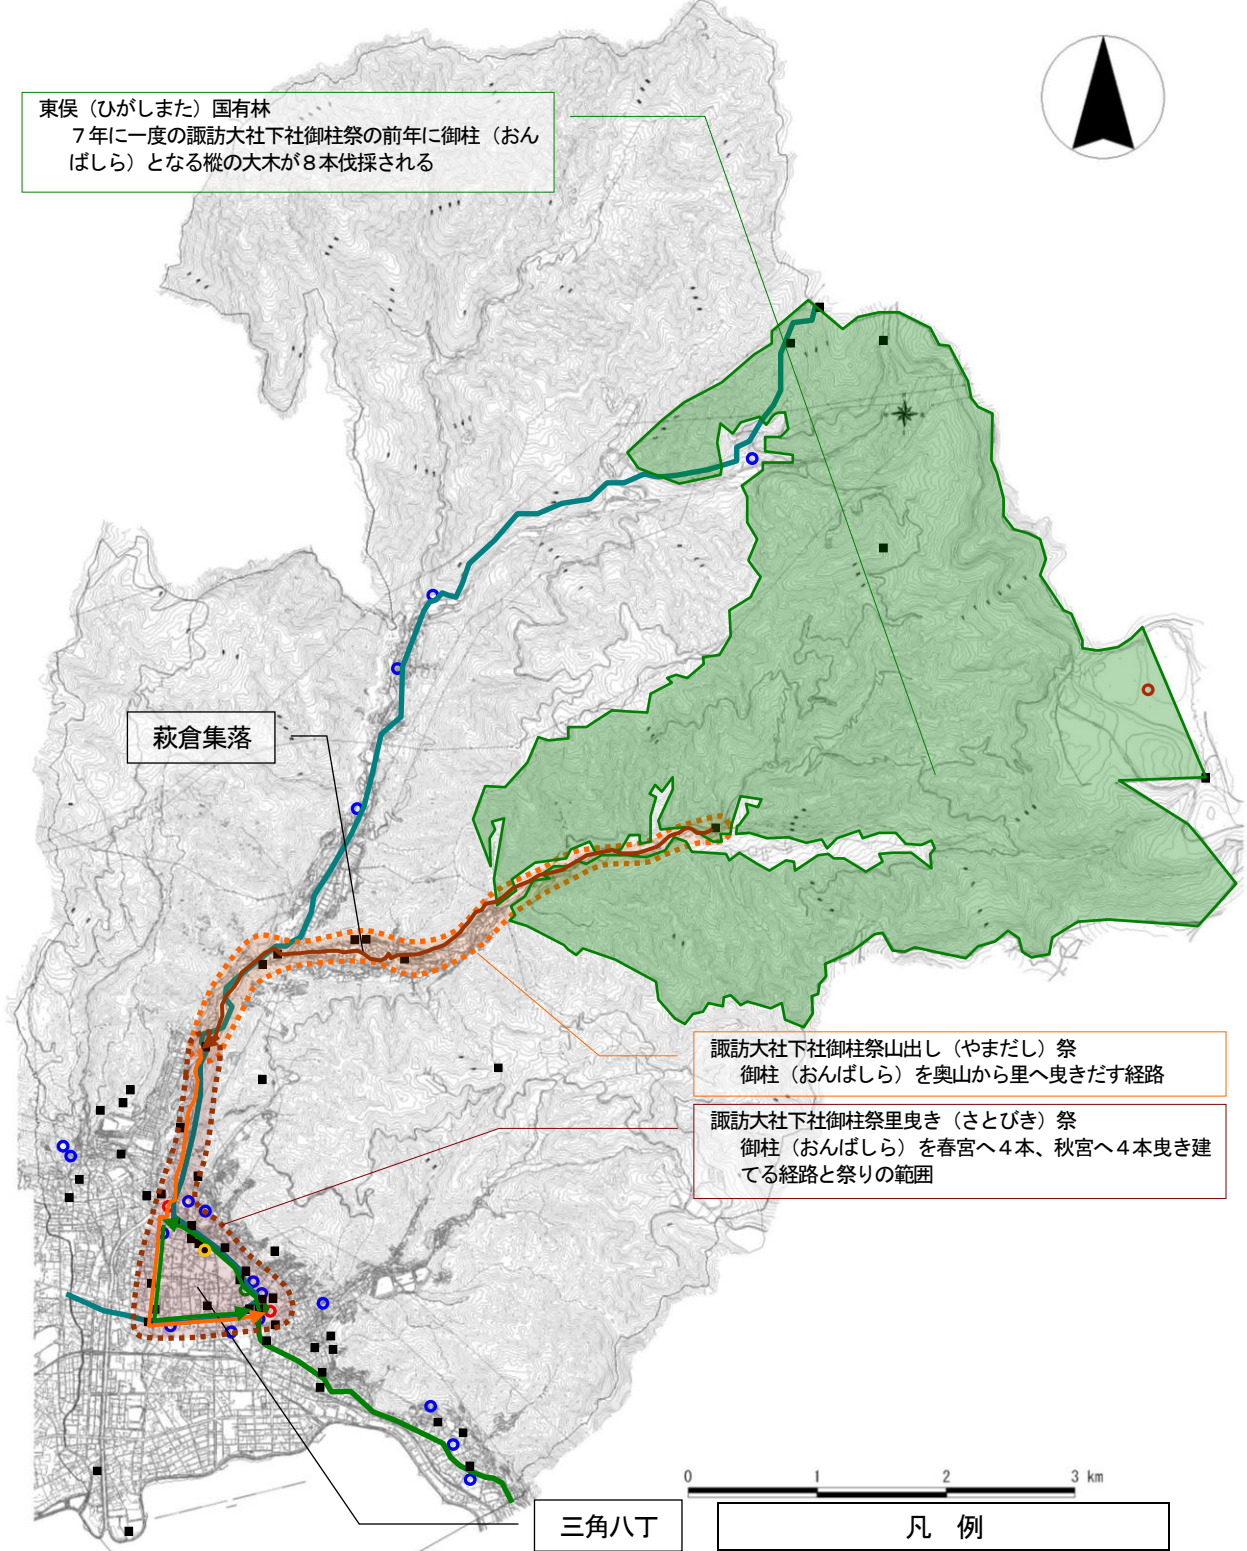 東俣（ひがしまた）国有林
７年に一度の諏訪大社下社御柱祭の前年に御柱（おん
ばしら）となる樅の大木が８本伐採される
萩倉集落
諏訪大社下社御柱祭山出し（やまだし）祭
御柱（おんばしら）を奥山から里へ曳きだす経路
諏訪大社下社御柱祭里曳き（さとびき）祭
御柱（おんばしら）を春宮へ４本、秋宮へ４本曳き建
てる経路と祭りの範囲
0 1 2 3 km
三角八丁
凡 例